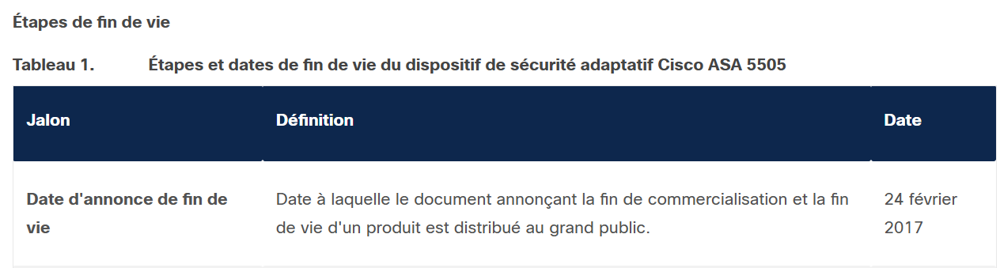 Étapes de fin de vie
Tableau 1. Étapes et dates de fin de vie du dispositif de sécurité adaptatif Cisco ASA 5505
Jalon Définition Date
Date d'annonce de fin de vie
Date à laquelle le document annonçant la fin de commercialisation et la fin
de vie d'un produit est distribué au grand public.
24 février
2017